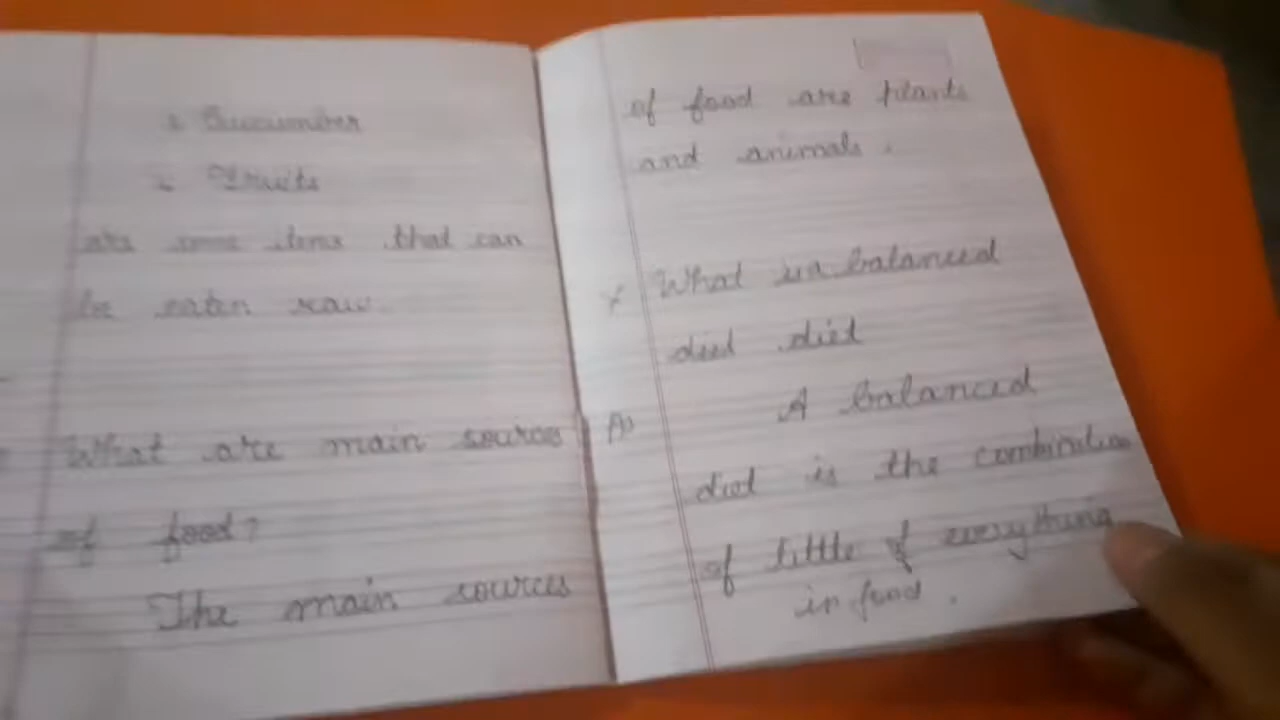 Cucumber
Fruits
are some items that can
be eaten raw.
What are main sources
of food?
The main sources
of food are plants
and animals.
x What is a balanced
diet diet
A) A balanced
diet is the combination
of little of everything
in food.